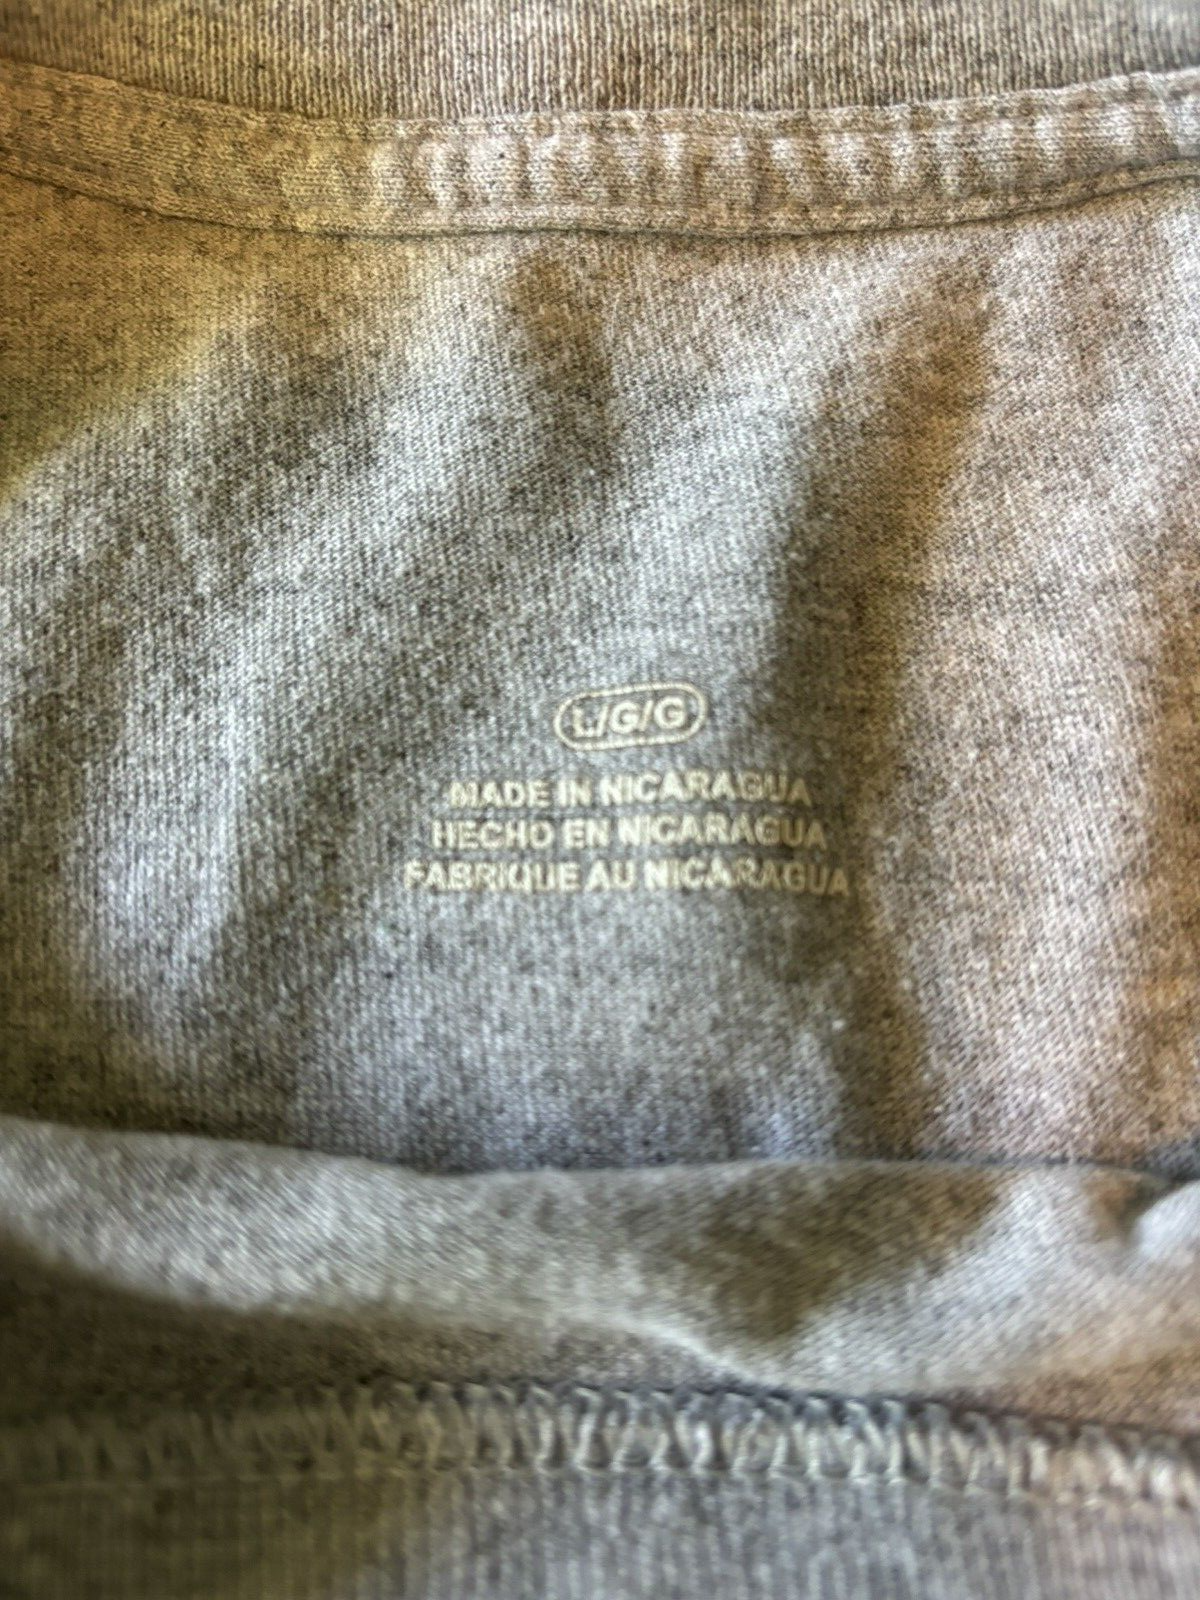 L/G/G
MADE IN NICARAGUA
HECHO EN NICARAGUA
FABRIQUE AU NICARAGUA